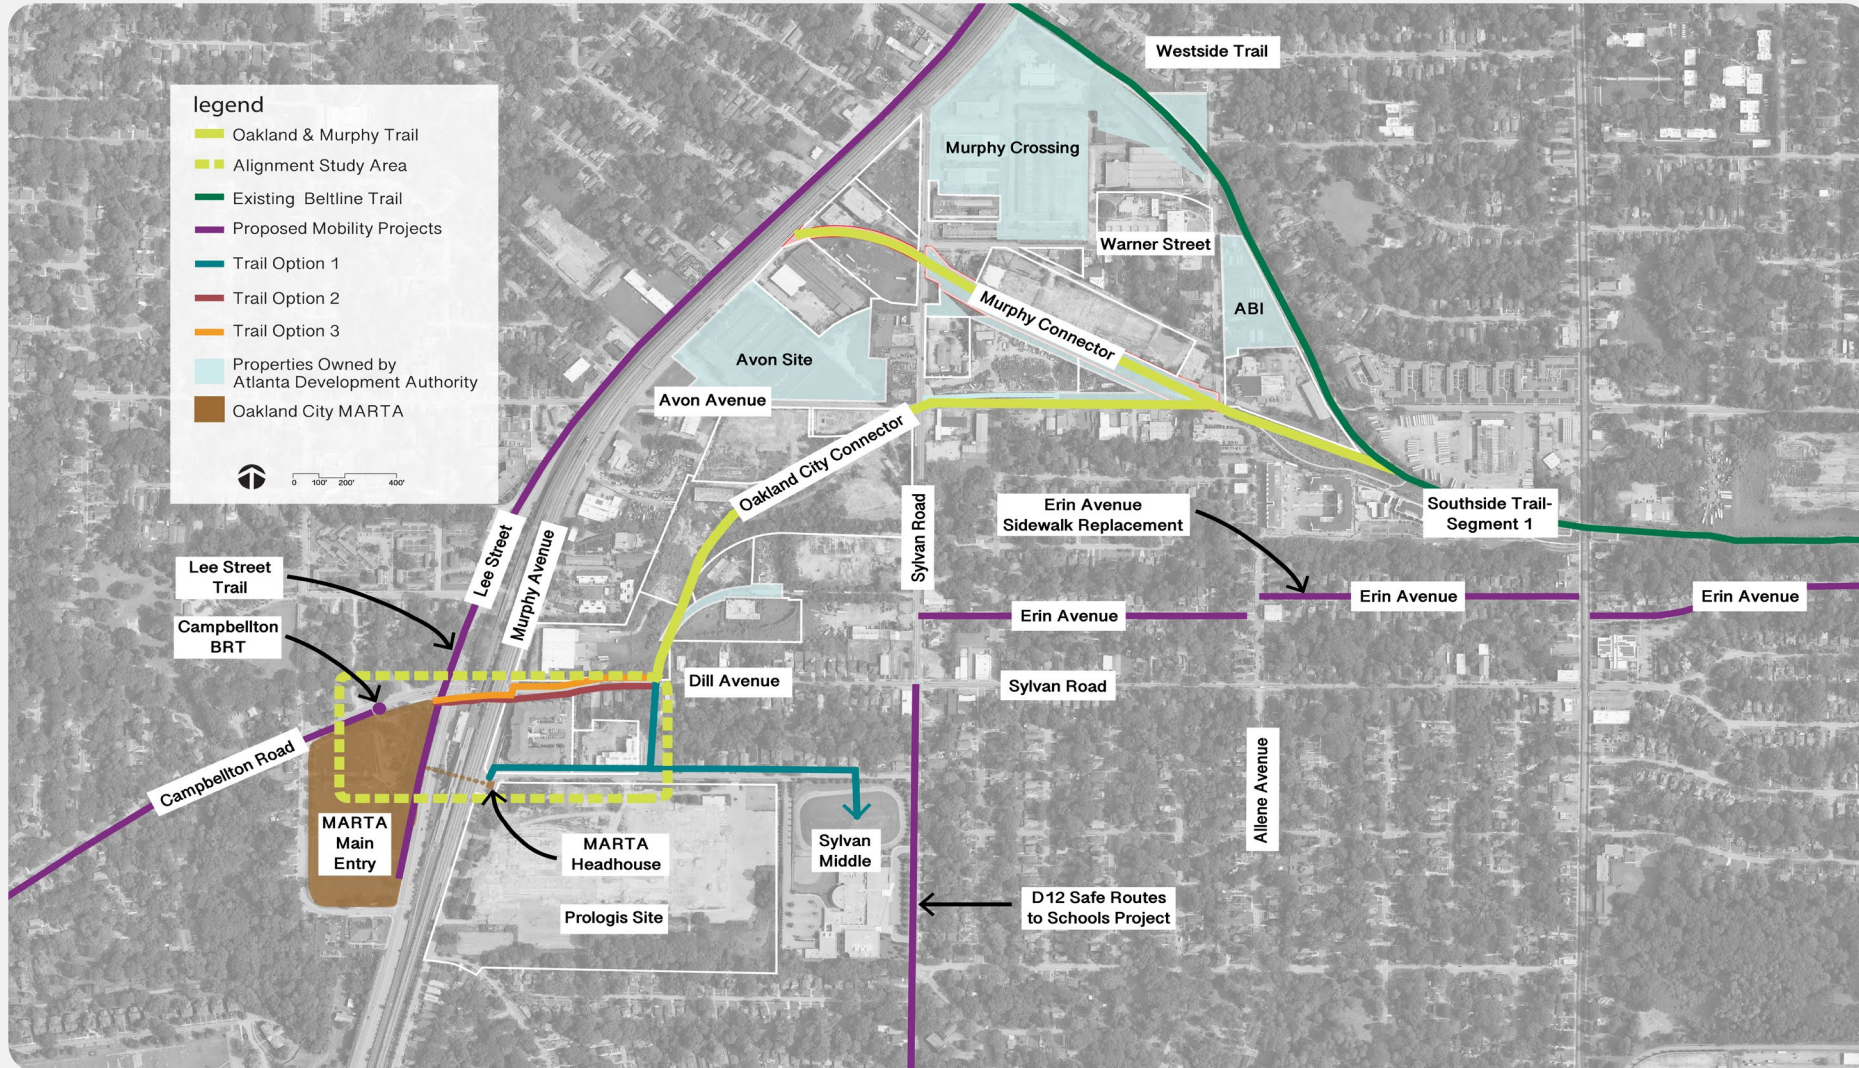 Westside Trail
legend
Oakland & Murphy Trail
Alignment Study Area
Existing Beltline Trail
Proposed Mobility Projects
Trail Option 1
Trail Option 2
Trail Option 3
Properties Owned by
Atlanta Development Authority
Oakland City MARTA
0 100' 200' 400'
Murphy Crossing
Warner Street
ABI
Murphy Connector
Avon Site
Avon Avenue
Oakland City Connector
Sylvan Road
Erin Avenue
Sidewalk Replacement
Southside Trail-
Segment 1
Lee Street
Murphy Avenue
Lee Street
Trail
Campbellton
BRT
Erin Avenue
Erin Avenue
Erin Avenue
Dill Avenue
Sylvan Road
Campbellton Road
Allene Avenue
MARTA
Main
Entry
MARTA
Headhouse
Sylvan
Middle
Prologis Site
D12 Safe Routes
to Schools Project